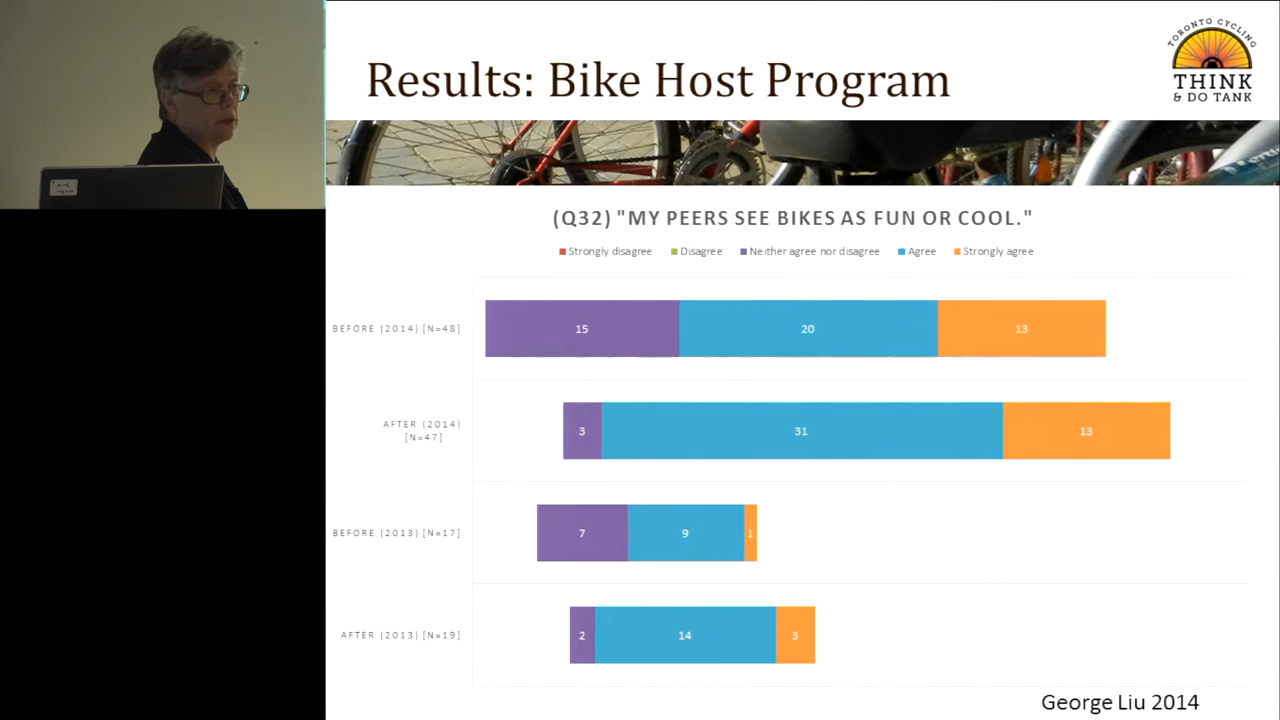 Results: Bike Host Program
TORONTO CYCLING
THINK
& DO TANK
(Q32) "MY PEERS SEE BIKES AS FUN OR COOL."
Strongly disagree Disagree Neither agree nor disagree Agree Strongly agree
BEFORE (2014) [N=48] 15 20 13
AFTER (2014)
[N=47]
3 31 13
BEFORE (2013) [N=17] 7 9 1
AFTER (2013) [N=19] 2 14 3
George Liu 2014